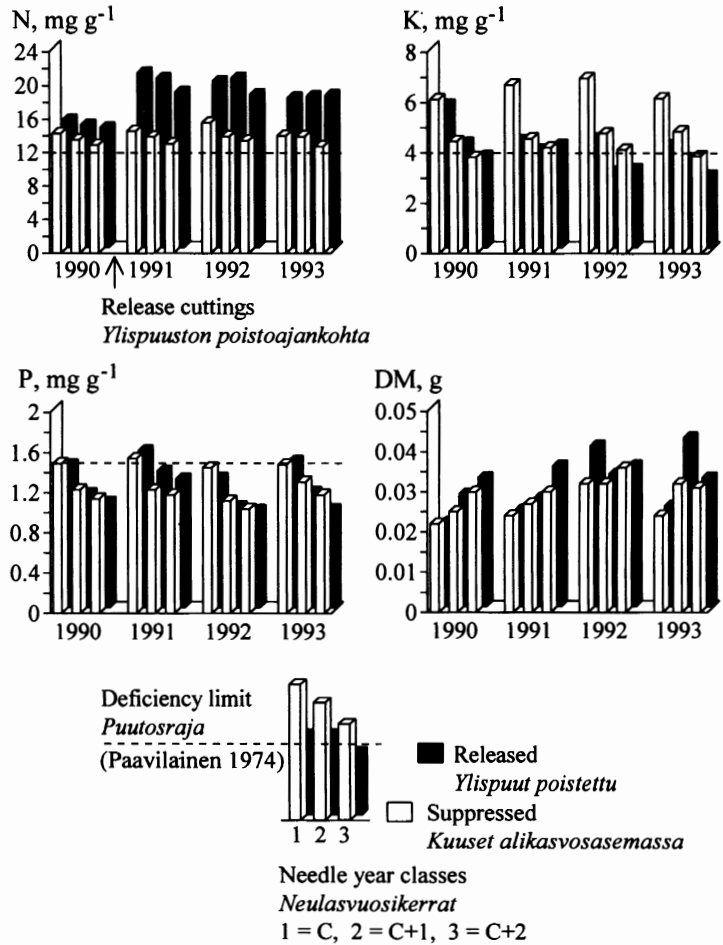 N, mg g⁻¹
24
20
16
12
8
4
0
1990 1991 1992 1993
Release cuttings
Ylispuuston poistoajankohta
K, mg g⁻¹
8
6
4
2
0
1990 1991 1992 1993
P, mg g⁻¹
2
1.6
1.2
0.8
0.4
0
1990 1991 1992 1993
DM, g
0.05
0.04
0.03
0.02
0.01
0
1990 1991 1992 1993
Deficiency limit
Puutosraja
(Paavilainen 1974)
1 2 3
Released
Ylispuut poistettu
Suppressed
Kuuset alikasvosasemassa
Needle year classes
Neulasvuosikerrat
1 = C, 2 = C+1, 3 = C+2